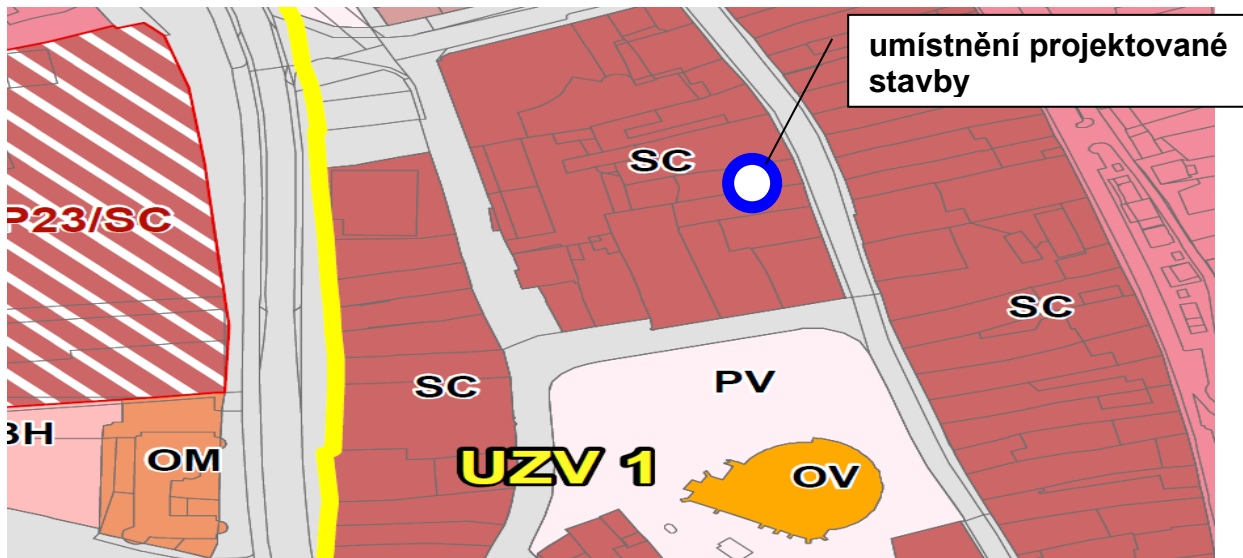 umístnění projektované
stavby
SC
P23/SC
SC
SC
PV
BH
OM
UZV 1
OV